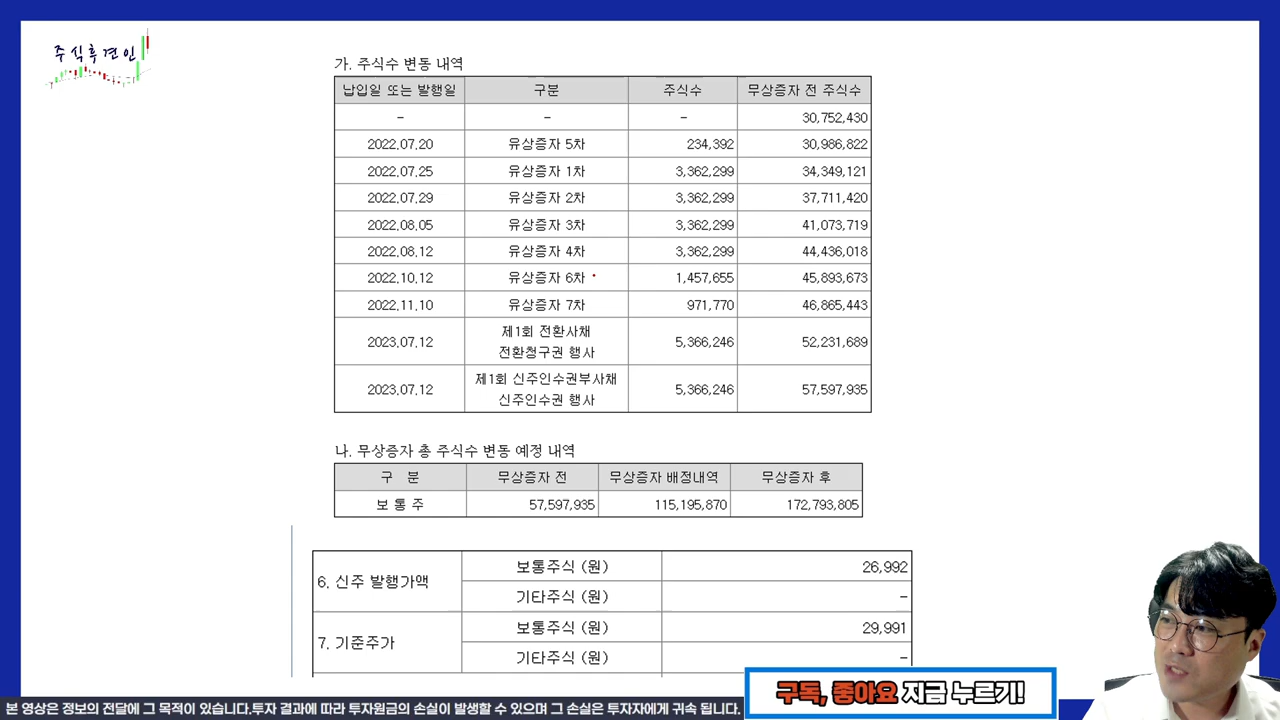 주식후견인
가. 주식수 변동 내역
납입일 또는 발행일 구분 주식수 무상증자 전 주식수
- - - 30,752,430
2022.07.20 유상증자 5차 234,392 30,986,822
2022.07.25 유상증자 1차 3,362,299 34,349,121
2022.07.29 유상증자 2차 3,362,299 37,711,420
2022.08.05 유상증자 3차 3,362,299 41,073,719
2022.08.12 유상증자 4차 3,362,299 44,436,018
2022.10.12 유상증자 6차 1,457,655 45,893,673
2022.11.10 유상증자 7차 971,770 46,865,443
2023.07.12 제1회 전환사채 5,366,246 52,231,689
전환청구권 행사
2023.07.12 제1회 신주인수권부사채 5,366,246 57,597,935
신주인수권 행사
나. 무상증자 총 주식수 변동 예정 내역
구 분 무상증자 전 무상증자 배정내역 무상증자 후
보 통 주 57,597,935 115,195,870 172,793,805
6. 신주 발행가액 보통주식 (원) 26,992
기타주식 (원) -
7. 기준주가 보통주식 (원) 29,991
기타주식 (원) -
구독, 좋아요 지금 누르기!
본 영상은 정보의 전달에 그 목적이 있습니다.투자 결과에 따라 투자원금의 손실이 발생할 수 있으며 그 손실은 투자자에게 귀속 됩니다.